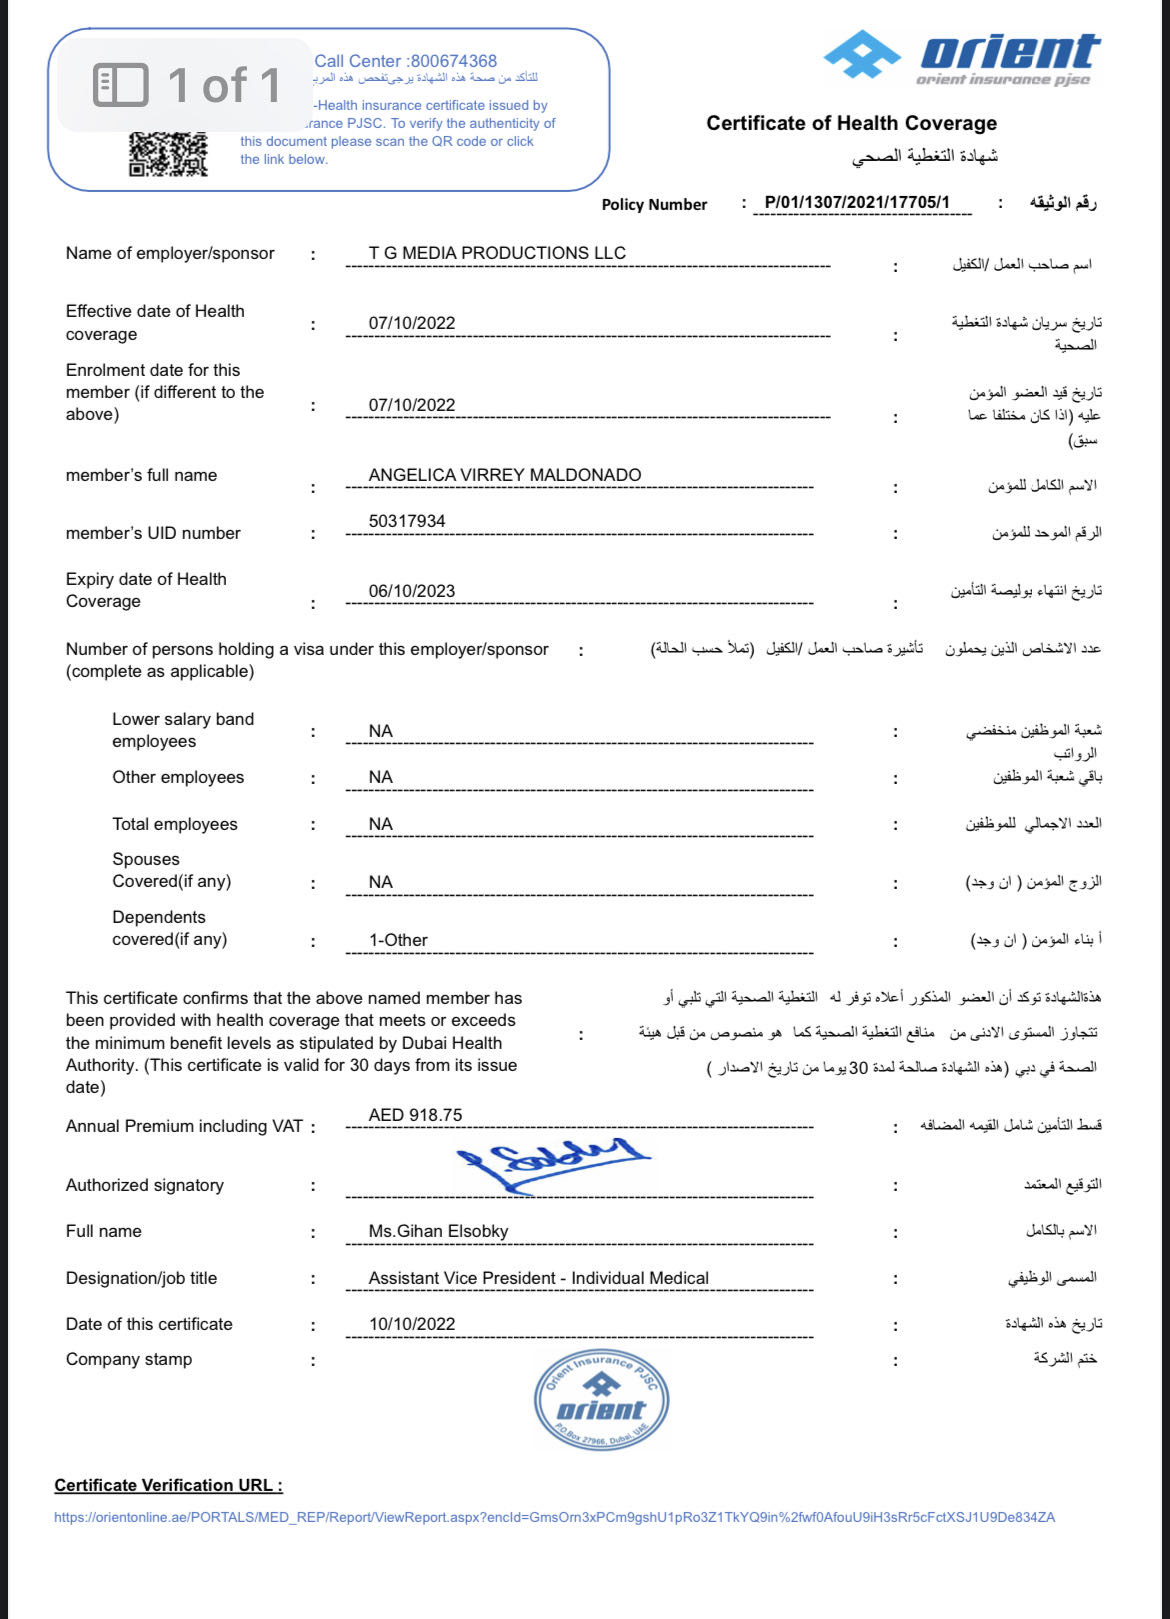 1 of 1
Call Center :800674368
للتأكد من صحة هذه الشهادة يرجى تفحص هذه
-Health insurance certificate issued by
rance PJSC. To verify the authenticity of
this document please scan the QR code or click
the link below.
orient
orient insurance pjsc
Certificate of Health Coverage
شهادة التغطية الصحي
Policy Number : P/01/1307/2021/17705/1 : رقم الوثيقه
Name of employer/sponsor : T G MEDIA PRODUCTIONS LLC : اسم صاحب العمل /الكفيل
Effective date of Health
coverage : 07/10/2022 : تاريخ سريان شهادة التغطية
الصحية
Enrolment date for this
member (if different to the
above) : 07/10/2022 : تاريخ قيد العضو المؤمن
عليه (اذا كان مختلفا عما
سبق)
member's full name : ANGELICA VIRREY MALDONADO : الاسم الكامل للمؤمن
member's UID number : 50317934 : الرقم الموحد للمؤمن
Expiry date of Health
Coverage : 06/10/2023 : تاريخ انتهاء بوليصة التأمين
Number of persons holding a visa under this employer/sponsor : عدد الاشخاص الذين يحملون تأشيرة صاحب العمل /الكفيل (تملأ حسب الحالة)
(complete as applicable)
Lower salary band
employees : NA : شعبة الموظفين منخفضي
الرواتب
Other employees : NA : باقي شعبة الموظفين
Total employees : NA : العدد الاجمالي للموظفين
Spouses
Covered(if any) : NA : الزوج المؤمن ( ان وجد)
Dependents
covered(if any) : 1-Other : أ بناء المؤمن ( ان وجد)
This certificate confirms that the above named member has
been provided with health coverage that meets or exceeds
the minimum benefit levels as stipulated by Dubai Health
Authority. (This certificate is valid for 30 days from its issue
date)
:
هذةالشهادة توكد أن العضو المذكور أعلاه توفر له التغطية الصحية التي تلبي أو
تتجاوز المستوى الادنى من منافع التغطية الصحية كما هو منصوص من قبل هيئة
الصحة في دبي (هذه الشهادة صالحة لمدة 30 يوما من تاريخ الاصدار )
Annual Premium including VAT : AED 918.75 : قسط التأمين شامل القيمه المضافه
Authorized signatory : : التوقيع المعتمد
Full name : Ms.Gihan Elsobky : الاسم بالكامل
Designation/job title : Assistant Vice President - Individual Medical : المسمى الوظيفي
Date of this certificate : 10/10/2022 : تاريخ هذه الشهادة
Company stamp : : ختم الشركة
Orient Insurance PJSC
orient
P.O.Box 27966, Dubai, UAE
Certificate Verification URL :
https://orientonline.ae/PORTALS/MED_REP/Report/ViewReport.aspx?encId=GmsOrn3xPCm9gshU1pRo3Z1TkYQ9in%2fwf0AfouU9iH3sRr5cFctXSJ1U9De834ZA